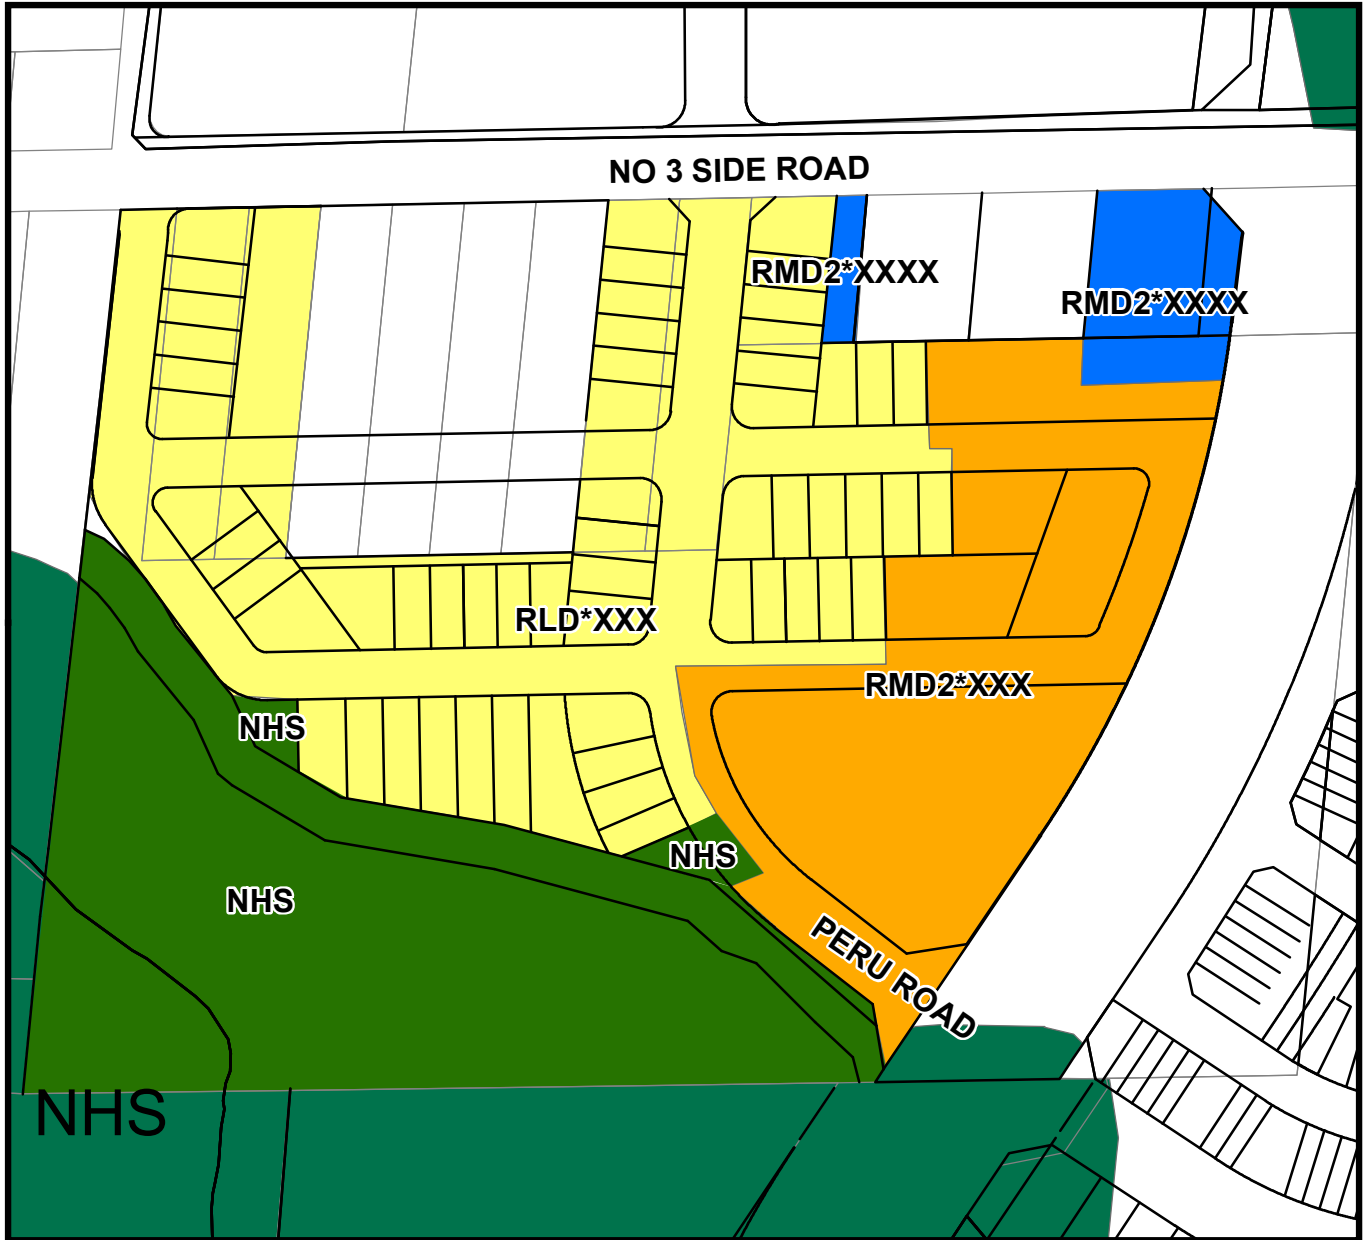 NO 3 SIDE ROAD
RMD2*XXXX
RMD2*XXXX
RLD*XXX
RMD2*XXX
NHS
NHS
NHS
PERU ROAD
NHS